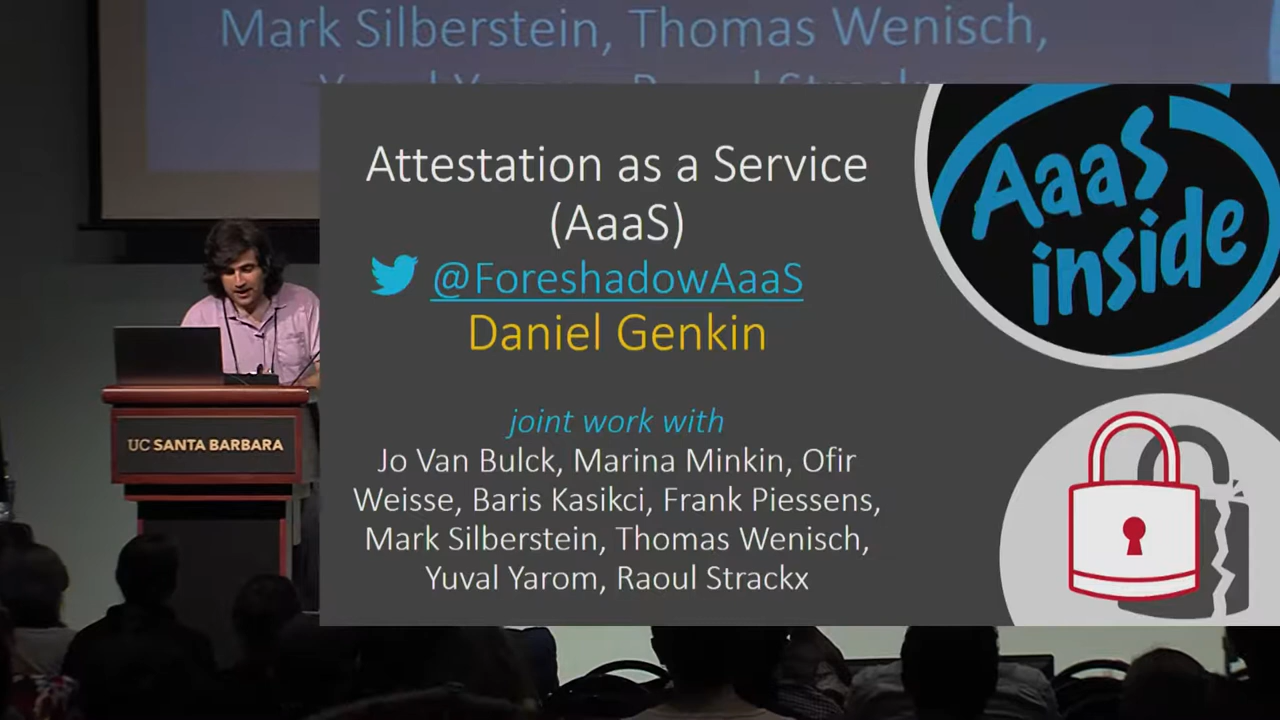 Mark Silberstein, Thomas Wenisch,
Attestation as a Service
(AaaS)
@ForeshadowAaaS
Daniel Genkin
joint work with
Jo Van Bulck, Marina Minkin, Ofir
Weisse, Baris Kasikci, Frank Piessens,
Mark Silberstein, Thomas Wenisch,
Yuval Yarom, Raoul Strackx
AaaS
inside
UC SANTA BARBARA